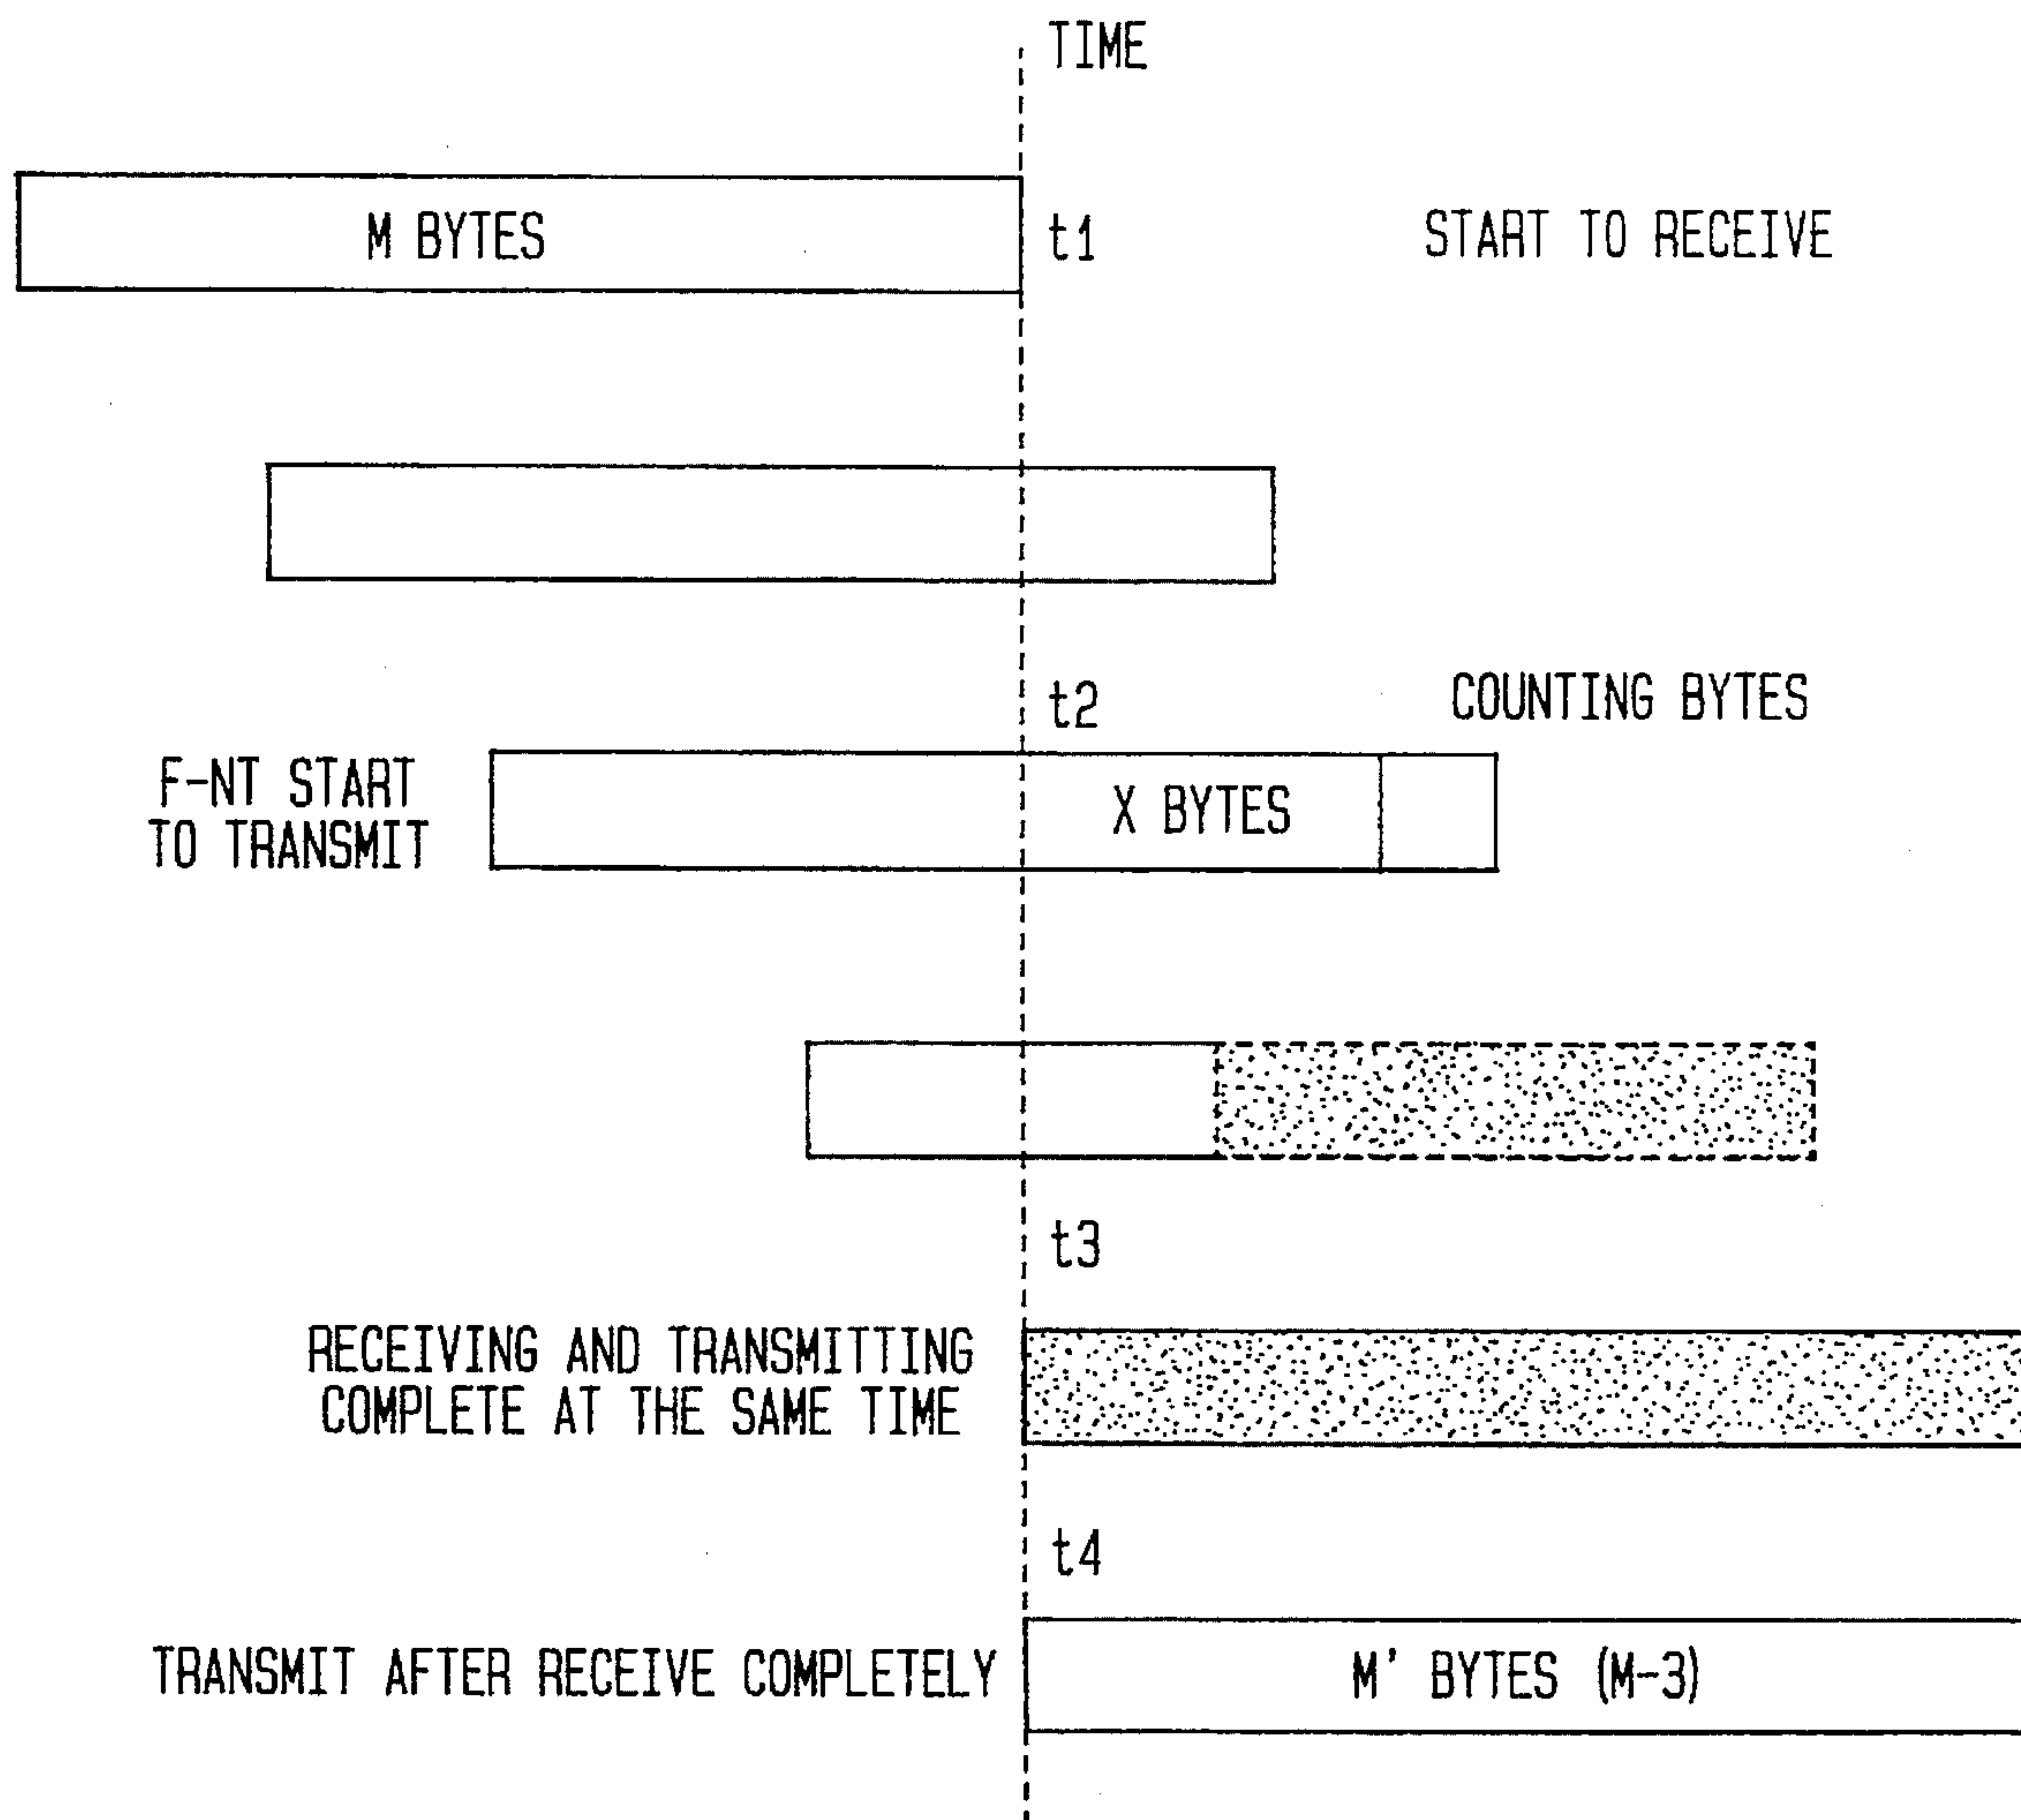 TIME
M BYTES
t1
START TO RECEIVE
t2
COUNTING BYTES
F-NT START
TO TRANSMIT
X BYTES
t3
RECEIVING AND TRANSMITTING
COMPLETE AT THE SAME TIME
t4
TRANSMIT AFTER RECEIVE COMPLETELY
M' BYTES (M-3)